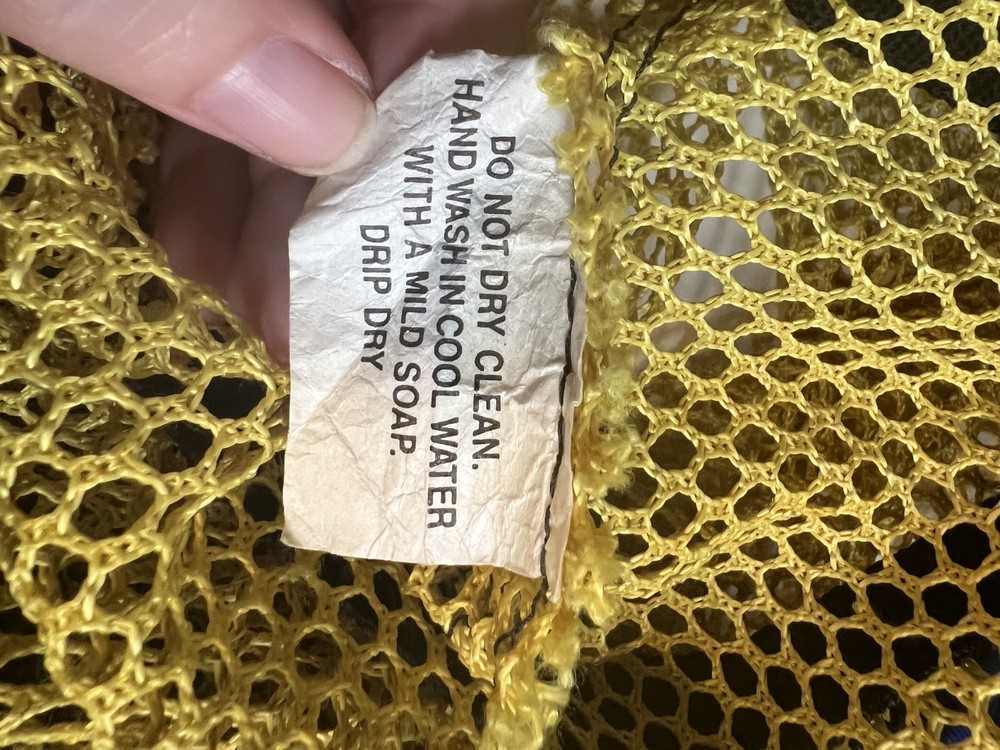 DO NOT DRY CLEAN.
HAND WASH IN COOL WATER
WITH A MILD SOAP.
DRIP DRY